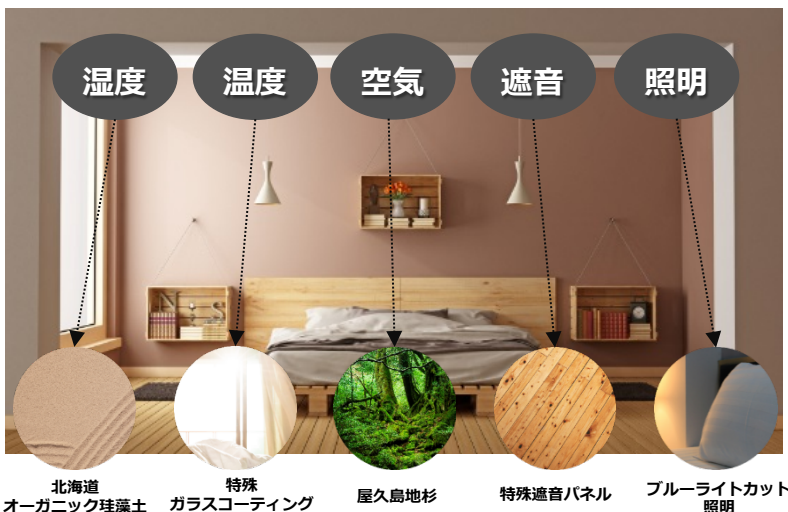 湿度
温度
空気
遮音
照明
N
S
北海道
オーガニック珪藻土
特殊
ガラスコーティング
屋久島地杉
特殊遮音パネル
ブルーライトカット
照明